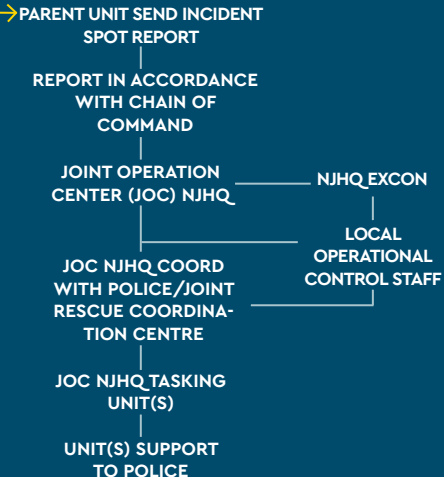 →PARENT UNIT SEND INCIDENT
SPOT REPORT
REPORT IN ACCORDANCE
WITH CHAIN OF
COMMAND
JOINT OPERATION
CENTER (JOC) NJHQ
NJHQ EXCON
LOCAL
OPERATIONAL
CONTROL STAFF
JOC NJHQ COORD
WITH POLICE/JOINT
RESCUE COORDINA-
TION CENTRE
JOC NJHQ TASKING
UNIT(S)
UNIT(S) SUPPORT
TO POLICE